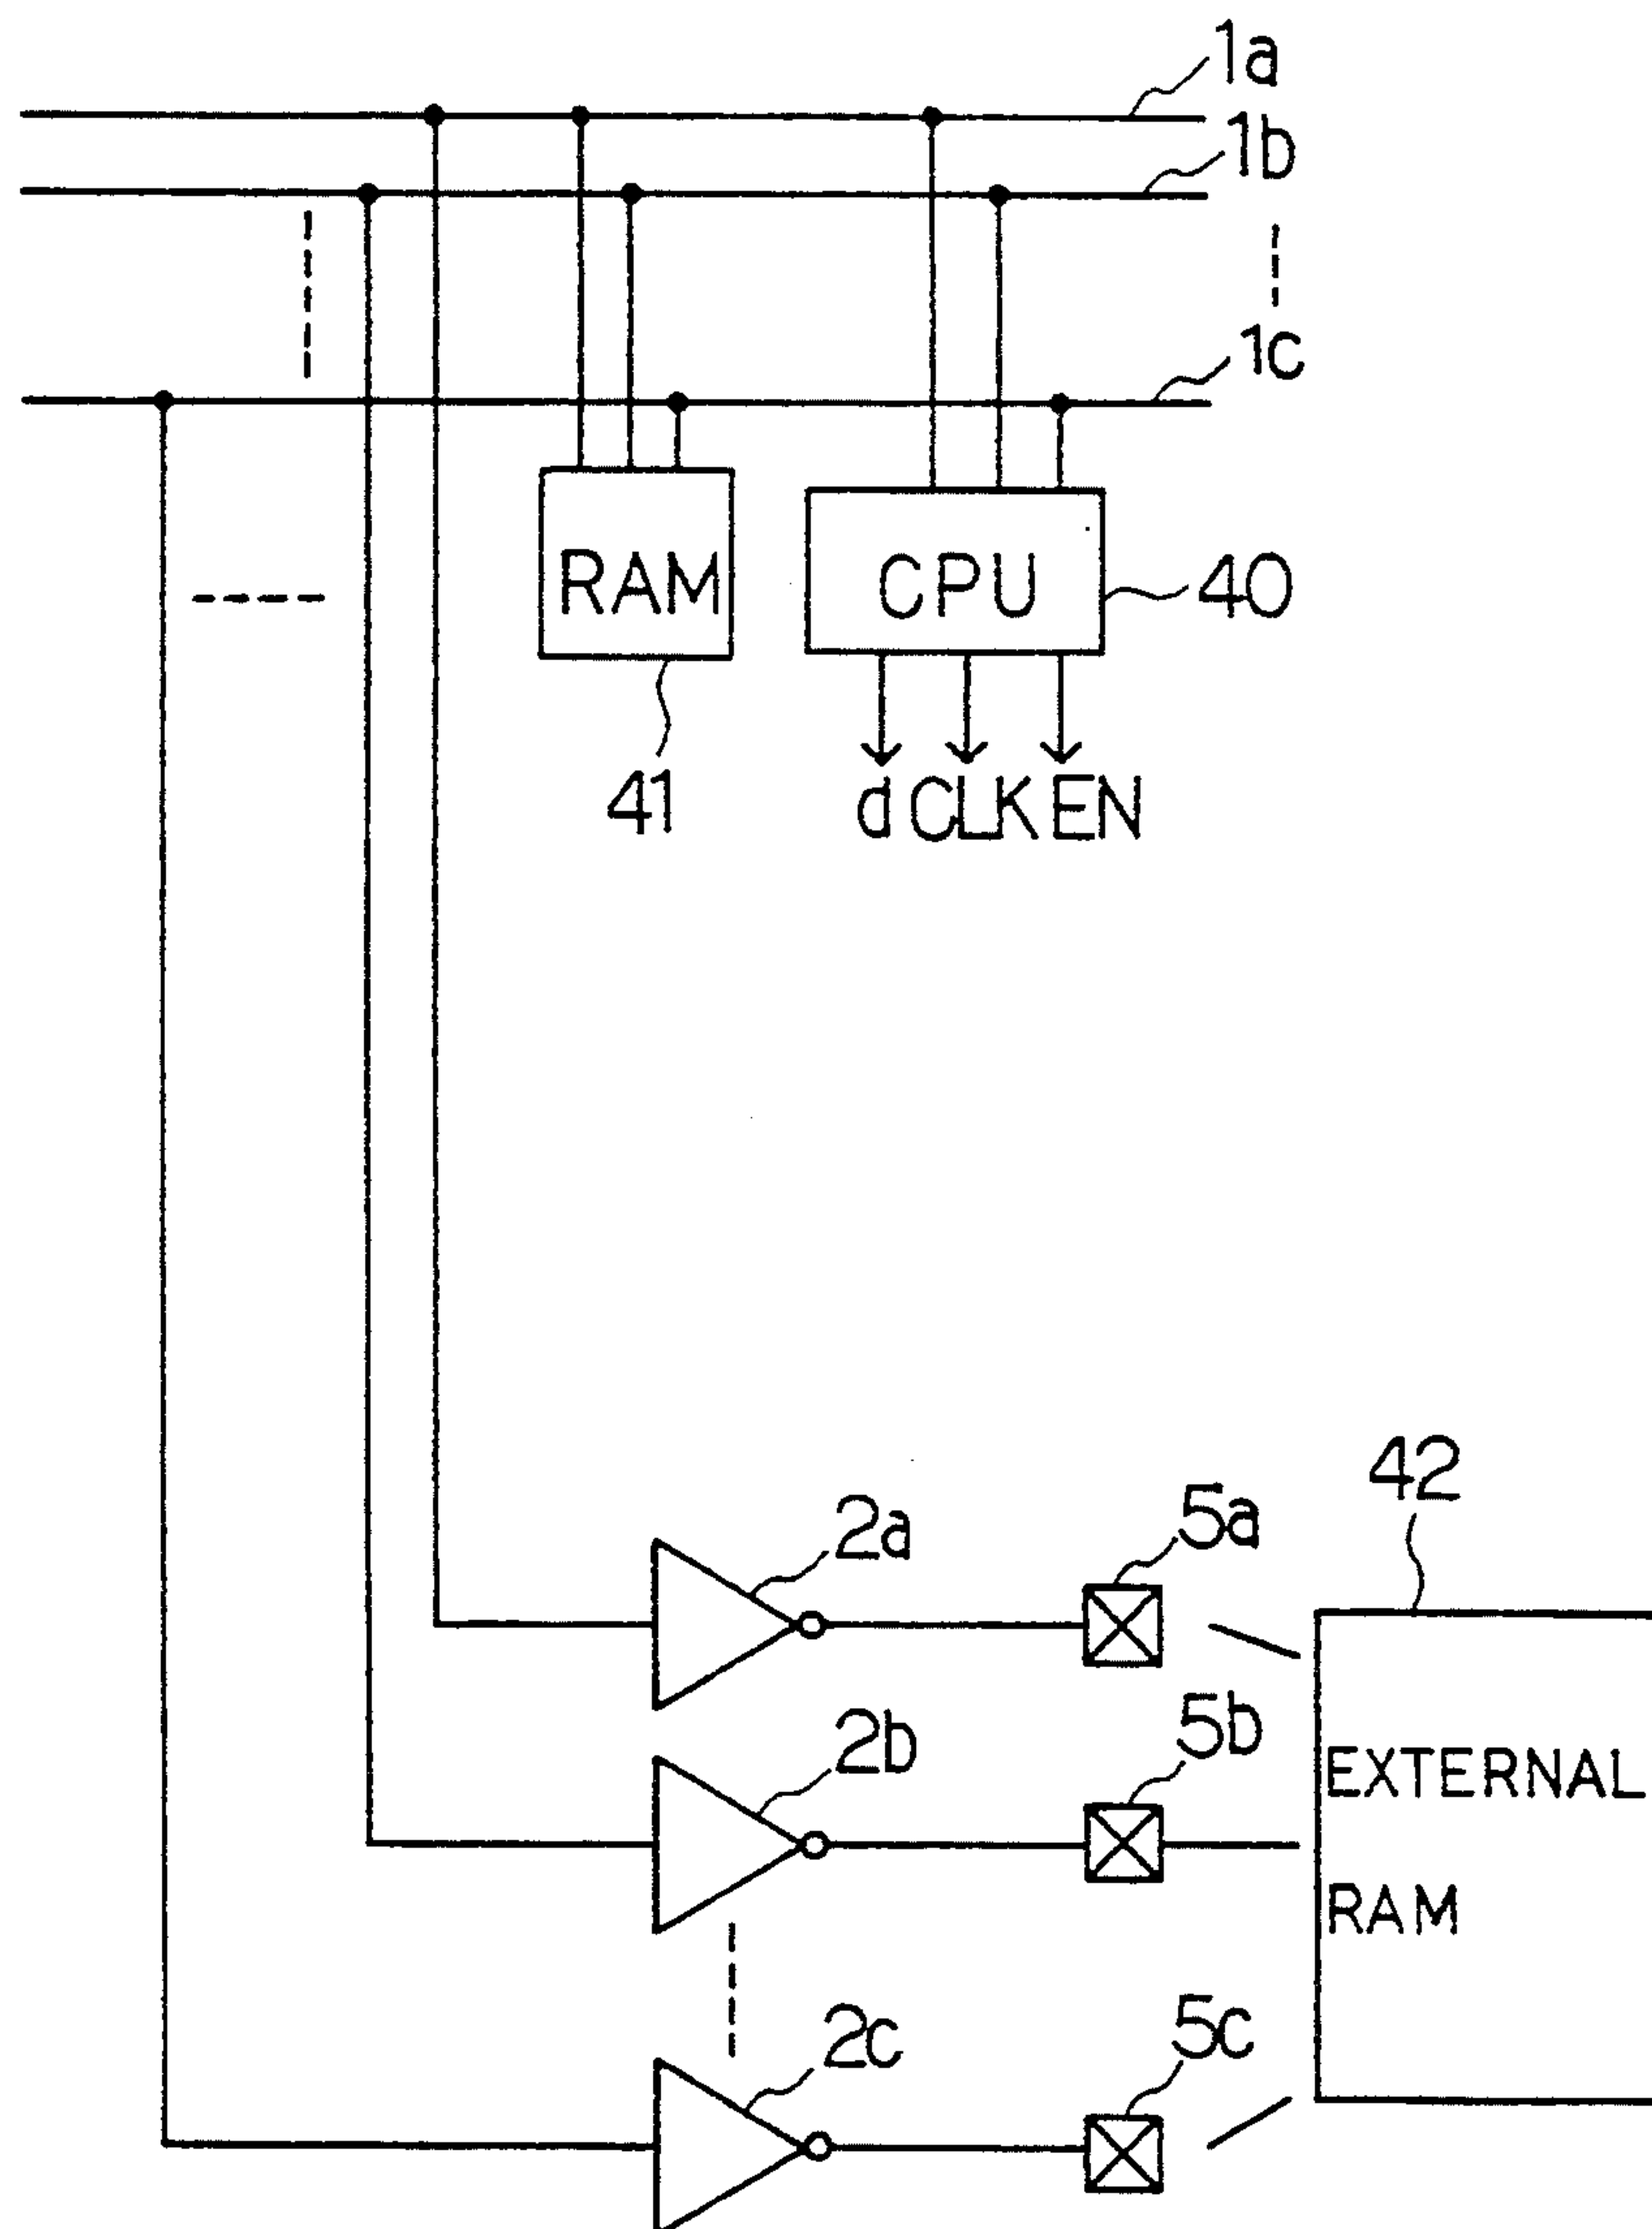 1a
1b
1c
RAM
CPU
40
41
d CLK EN
42
2a
5a
2b
5b
EXTERNAL
RAM
2c
5c